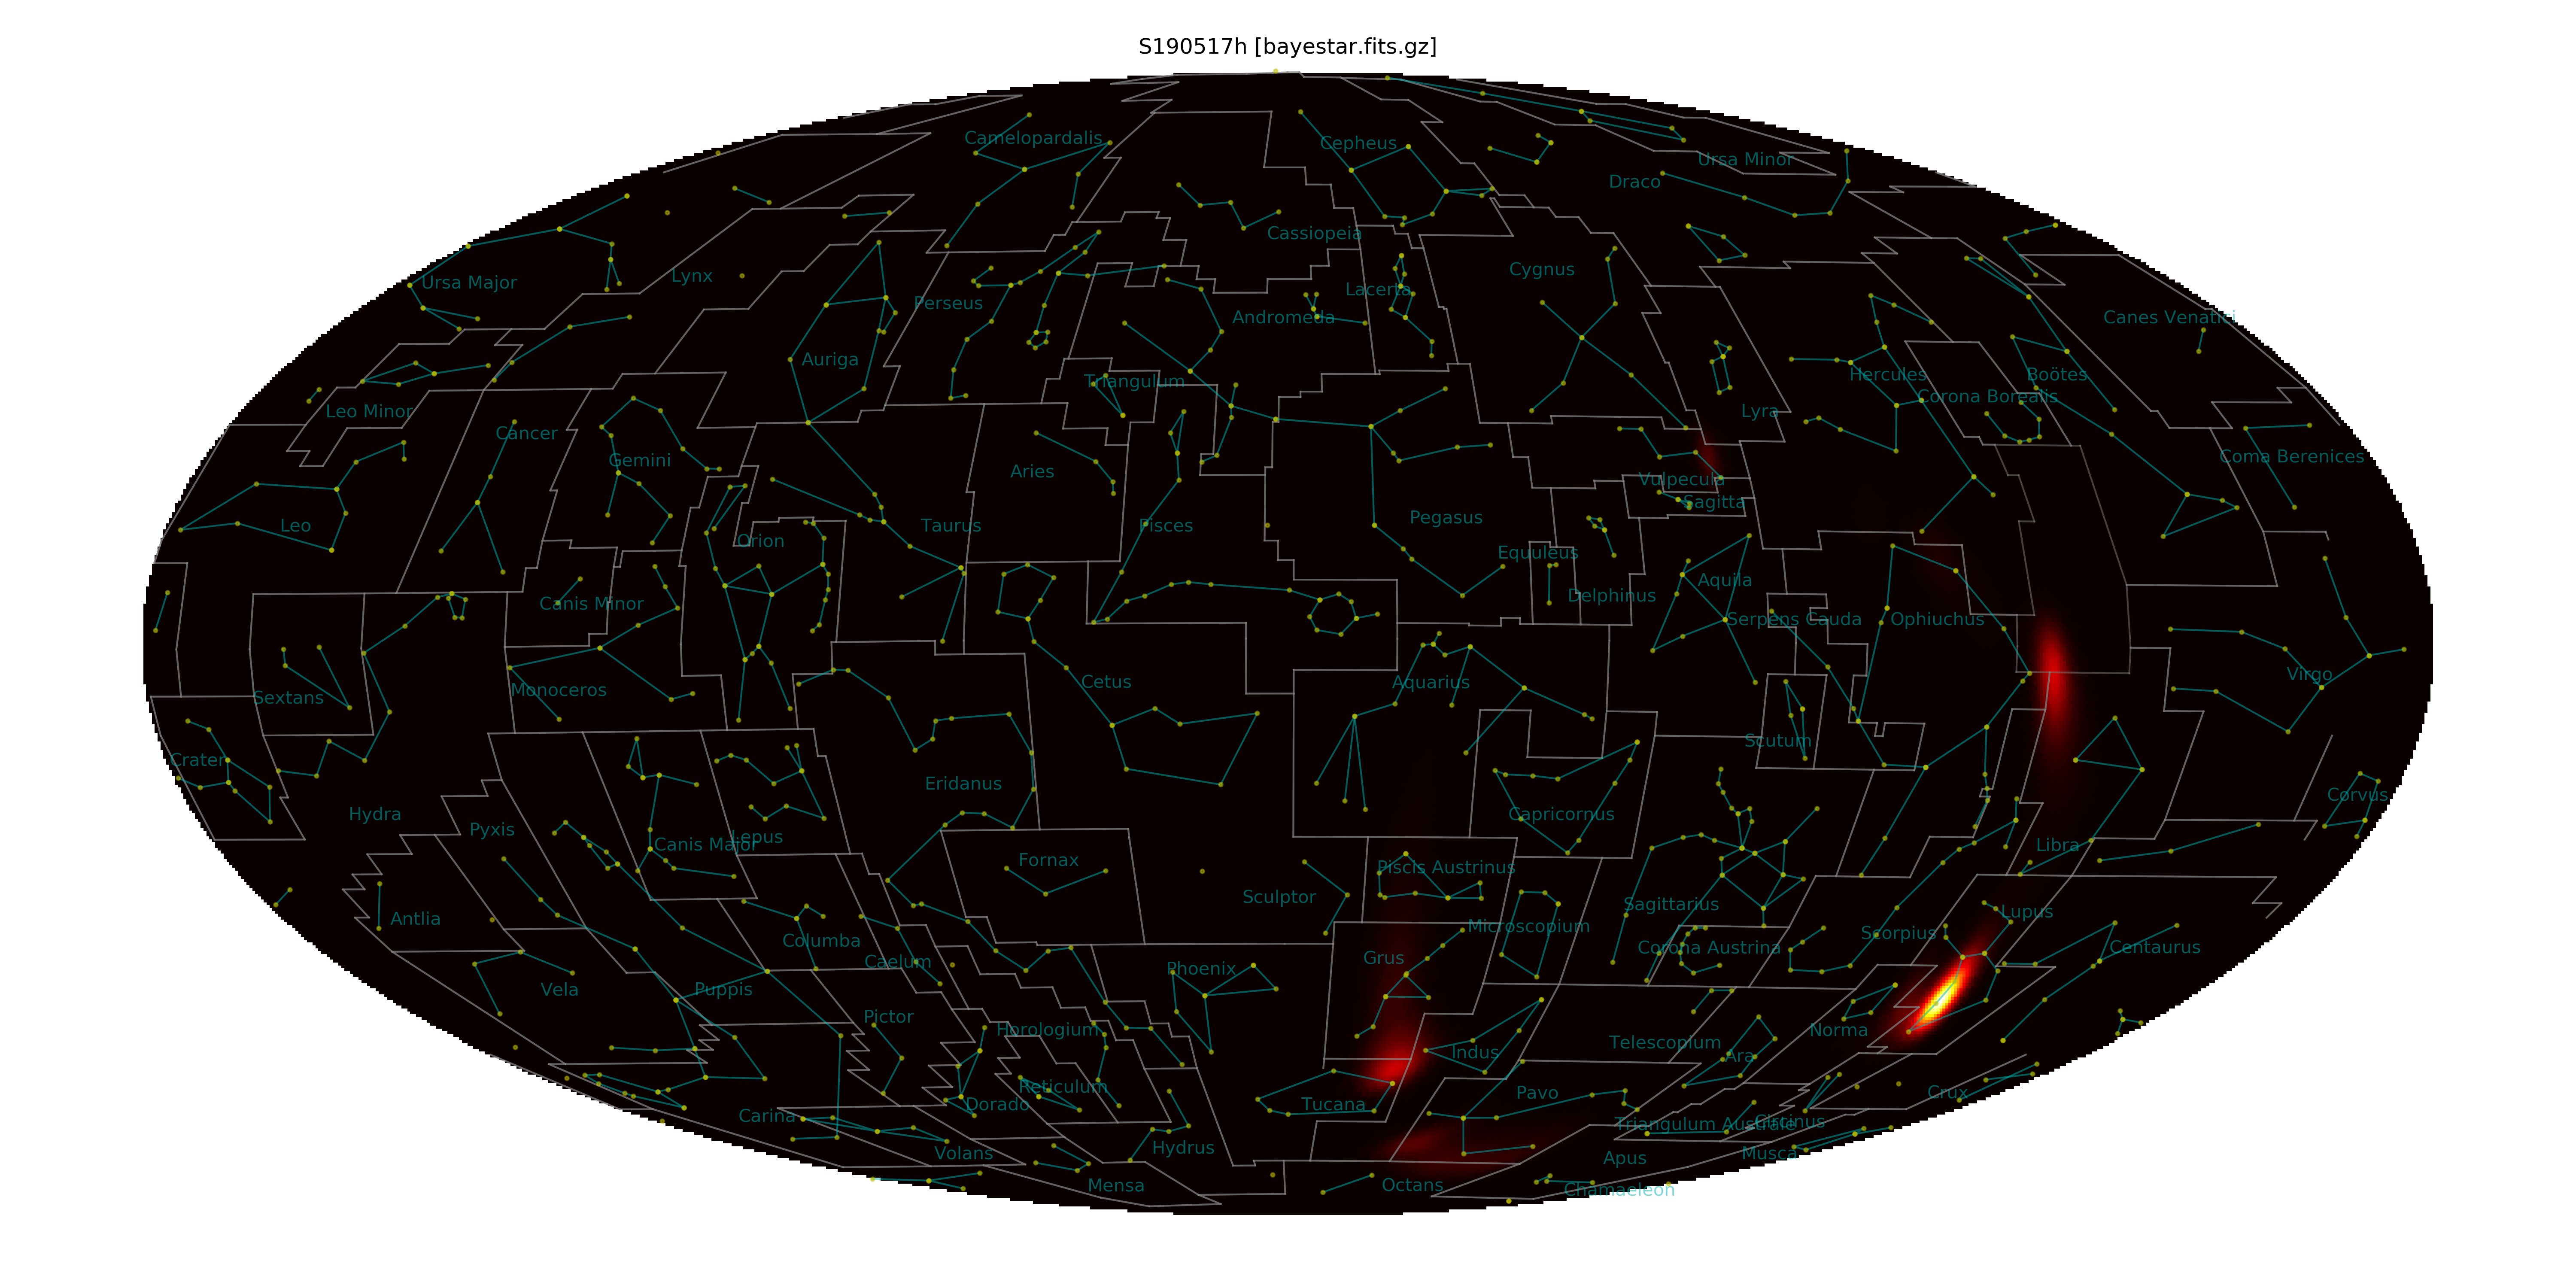 S190517h [bayestar.fits.gz]
Camelopardalis
Cepheus
Ursa Minor
Draco
Cassiopeia
Cygnus
Lynx
Ursa Major
Lacerta
Perseus
Andromeda
Canes Venatici
Auriga
Hercules
Boötes
Triangulum
Corona Borealis
Leo Minor
Lyra
Cancer
Coma Berenices
Gemini
Aries
Vulpecula
Sagitta
Pegasus
Leo
Taurus
Pisces
Orion
Equuleus
Aquila
Delphinus
Canis Minor
Serpens Cauda
Ophiuchus
Virgo
Cetus
Aquarius
Monoceros
Sextans
Scutum
Crater
Eridanus
Corvus
Hydra
Capricornus
Pyxis
Lepus
Canis Major
Libra
Fornax
Piscis Austrinus
Sculptor
Sagittarius
Lupus
Antlia
Microscopium
Scorpius
Columba
Corona Austrina
Centaurus
Grus
Caelum
Phoenix
Vela
Puppis
Pictor
Horologium
Norma
Telescopium
Indus
Ara
Reticulum
Pavo
Crux
Dorado
Tucana
Carina
Circinus
Triangulum Australe
Hydrus
Volans
Musca
Apus
Mensa
Octans
Chamaeleon